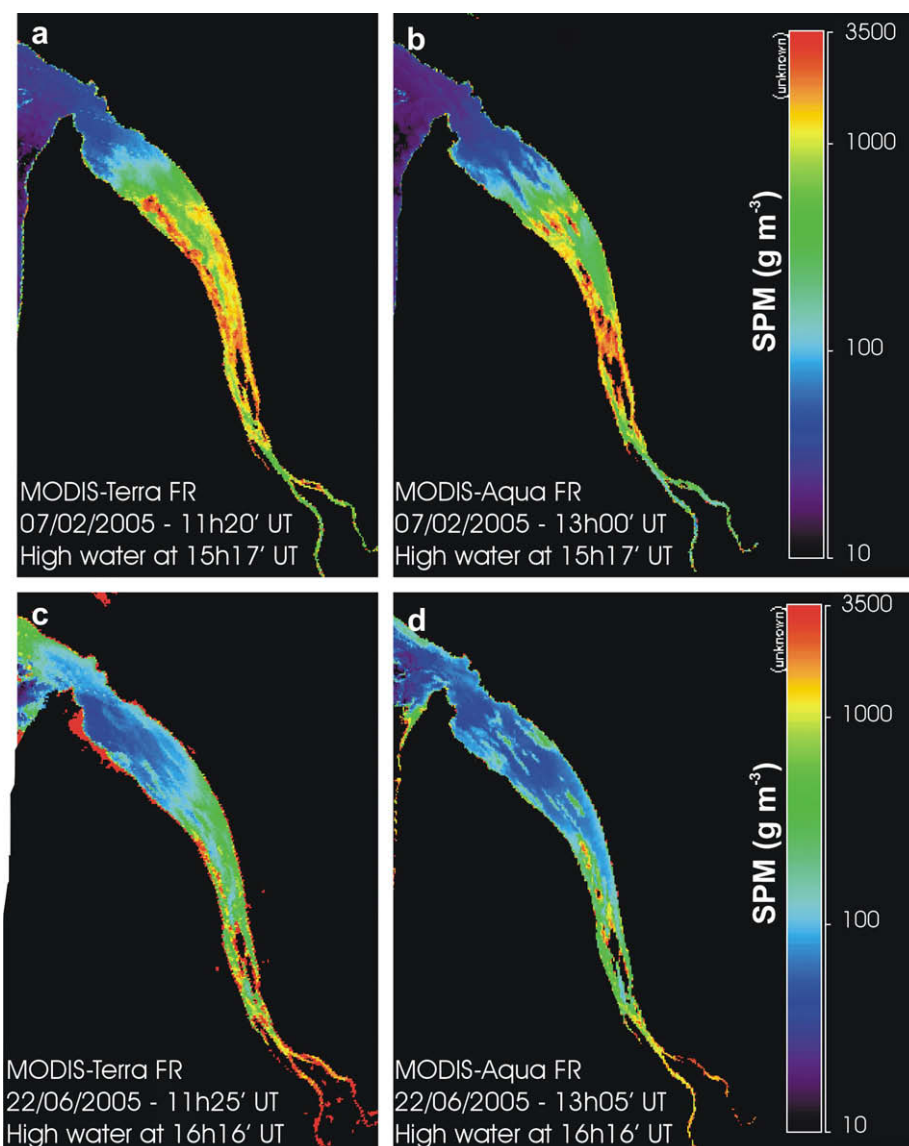 a
MODIS-Terra FR
07/02/2005 - 11h20' UT
High water at 15h17' UT
b
MODIS-Aqua FR
07/02/2005 - 13h00' UT
High water at 15h17' UT
SPM (g m-3)
(unknown)
3500
1000
100
10
c
MODIS-Terra FR
22/06/2005 - 11h25' UT
High water at 16h16' UT
d
MODIS-Aqua FR
22/06/2005 - 13h05' UT
High water at 16h16' UT
SPM (g m-3)
(unknown)
3500
1000
100
10